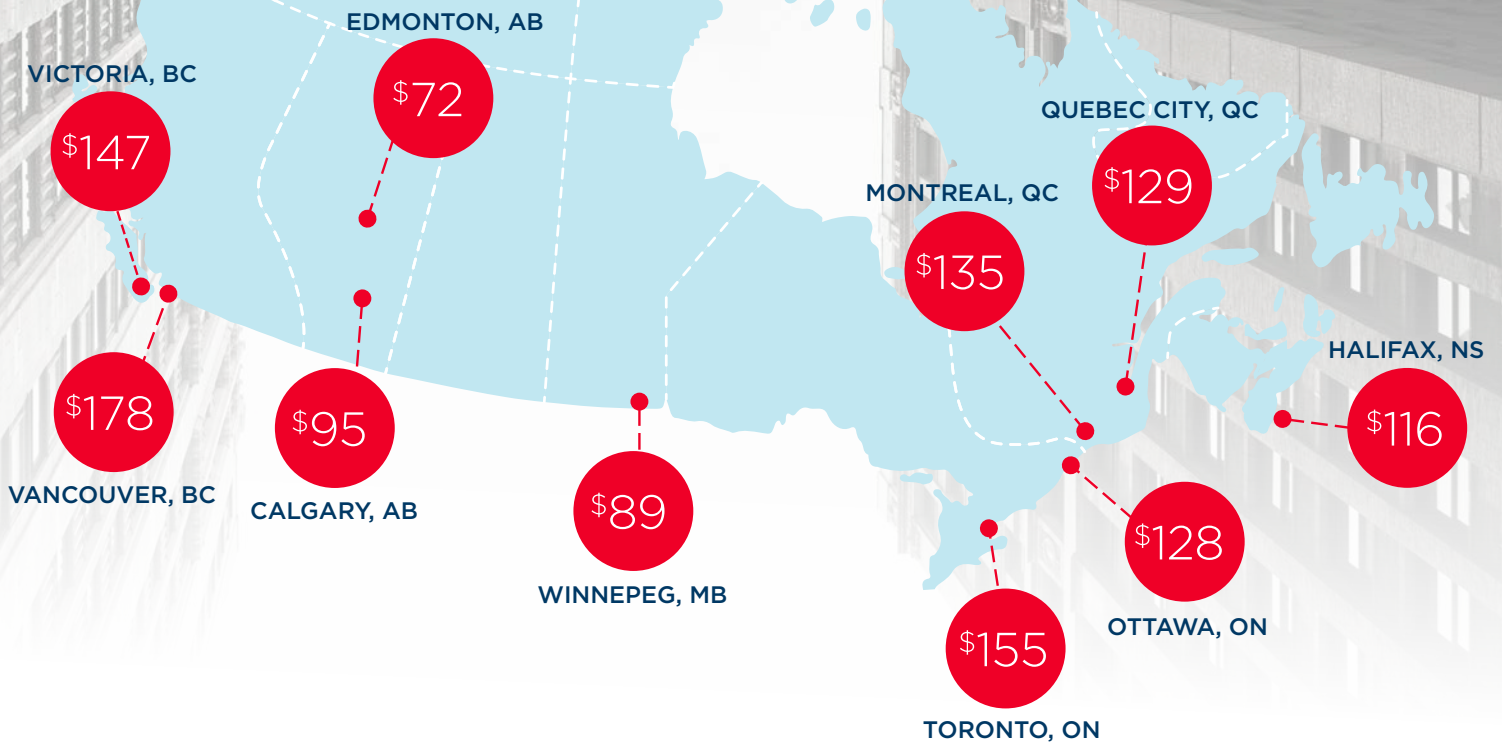 EDMONTON, AB
$72
VICTORIA, BC
$147
QUEBEC CITY, QC
$129
MONTREAL, QC
$135
HALIFAX, NS
$116
$178
VANCOUVER, BC
$95
CALGARY, AB
$89
WINNEPEG, MB
$128
OTTAWA, ON
$155
TORONTO, ON